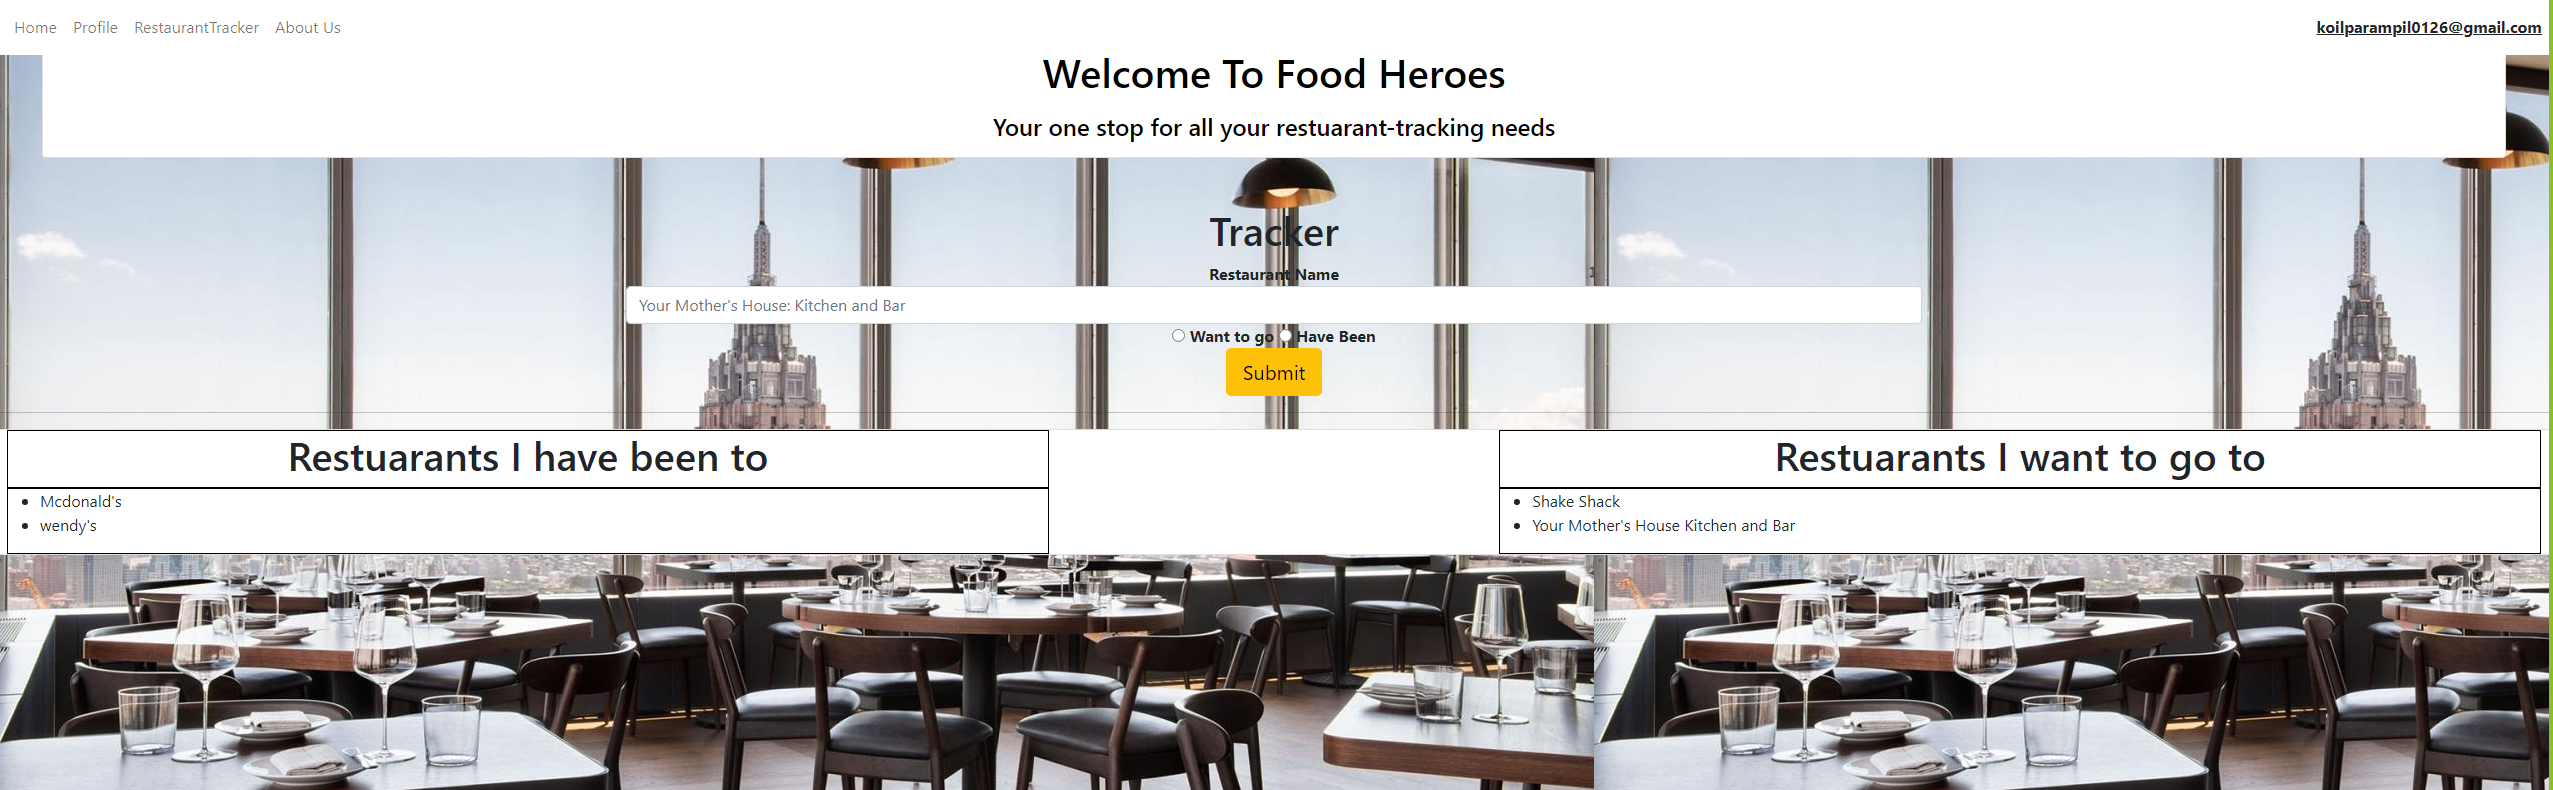 Home Profile RestaurantTracker About Us koilparampil0126@gmail.com
Welcome To Food Heroes
Your one stop for all your restuarant-tracking needs
Tracker
Restaurant Name
Your Mother's House: Kitchen and Bar
Want to go Have Been
Submit
Restuarants I have been to
Mcdonald's
wendy's
Restuarants I want to go to
Shake Shack
Your Mother's House Kitchen and Bar